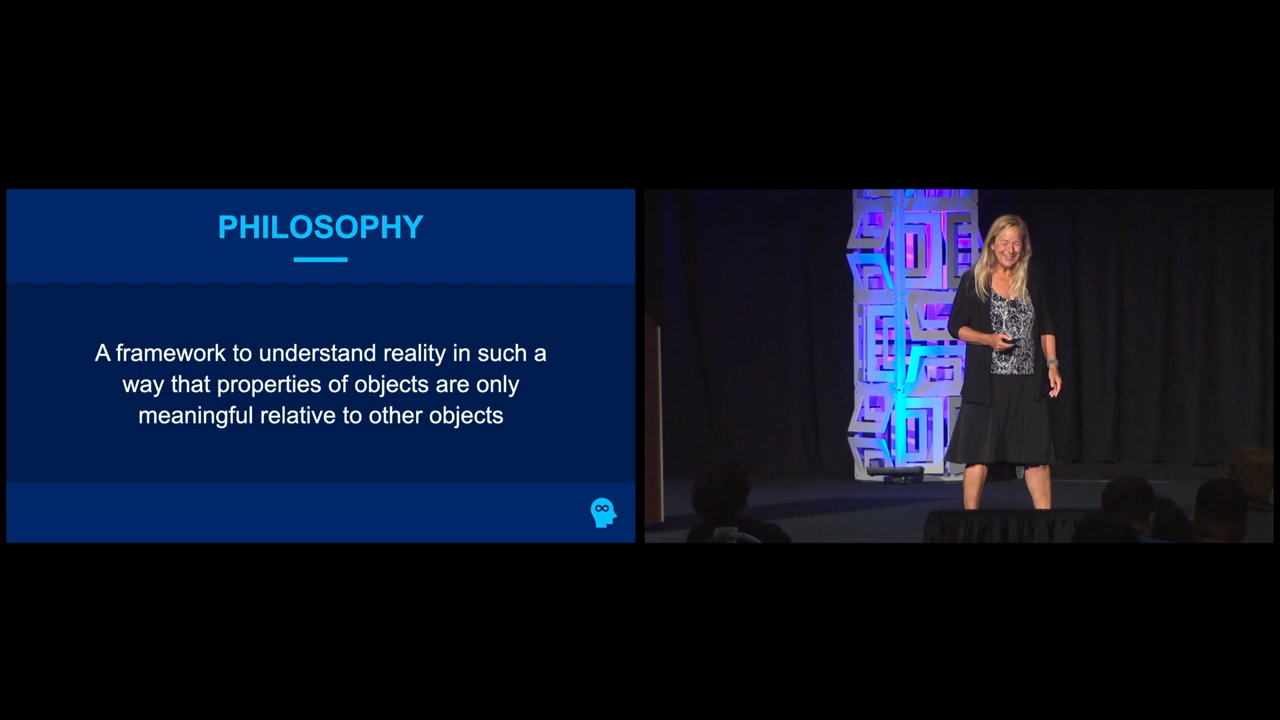 PHILOSOPHY
A framework to understand reality in such a
way that properties of objects are only
meaningful relative to other objects